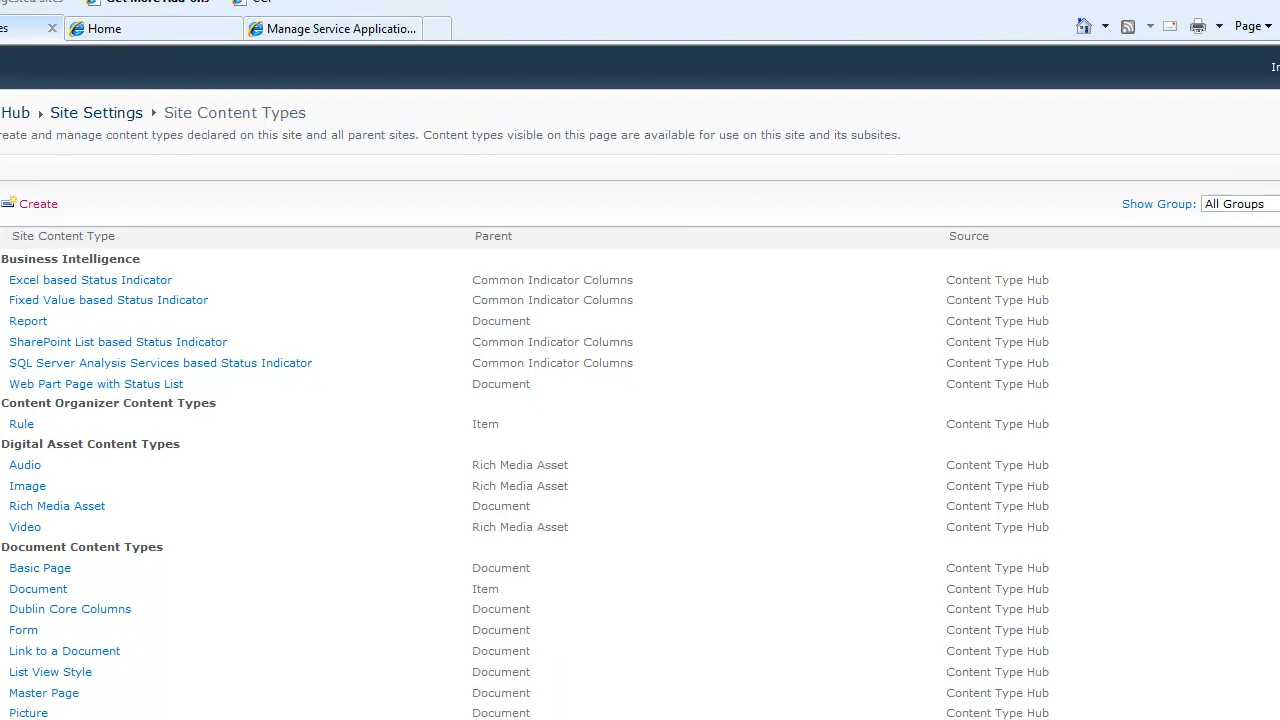 Get More Add-ons
es Home Manage Service Applicatio... Page
Hub Site Settings Site Content Types
reate and manage content types declared on this site and all parent sites. Content types visible on this page are available for use on this site and its subsites.
Create Show Group: All Groups
Site Content Type Parent Source
Business Intelligence
Excel based Status Indicator Common Indicator Columns Content Type Hub
Fixed Value based Status Indicator Common Indicator Columns Content Type Hub
Report Document Content Type Hub
SharePoint List based Status Indicator Common Indicator Columns Content Type Hub
SQL Server Analysis Services based Status Indicator Common Indicator Columns Content Type Hub
Web Part Page with Status List Document Content Type Hub
Content Organizer Content Types
Rule Item Content Type Hub
Digital Asset Content Types
Audio Rich Media Asset Content Type Hub
Image Rich Media Asset Content Type Hub
Rich Media Asset Document Content Type Hub
Video Rich Media Asset Content Type Hub
Document Content Types
Basic Page Document Content Type Hub
Document Item Content Type Hub
Dublin Core Columns Document Content Type Hub
Form Document Content Type Hub
Link to a Document Document Content Type Hub
List View Style Document Content Type Hub
Master Page Document Content Type Hub
Picture Document Content Type Hub